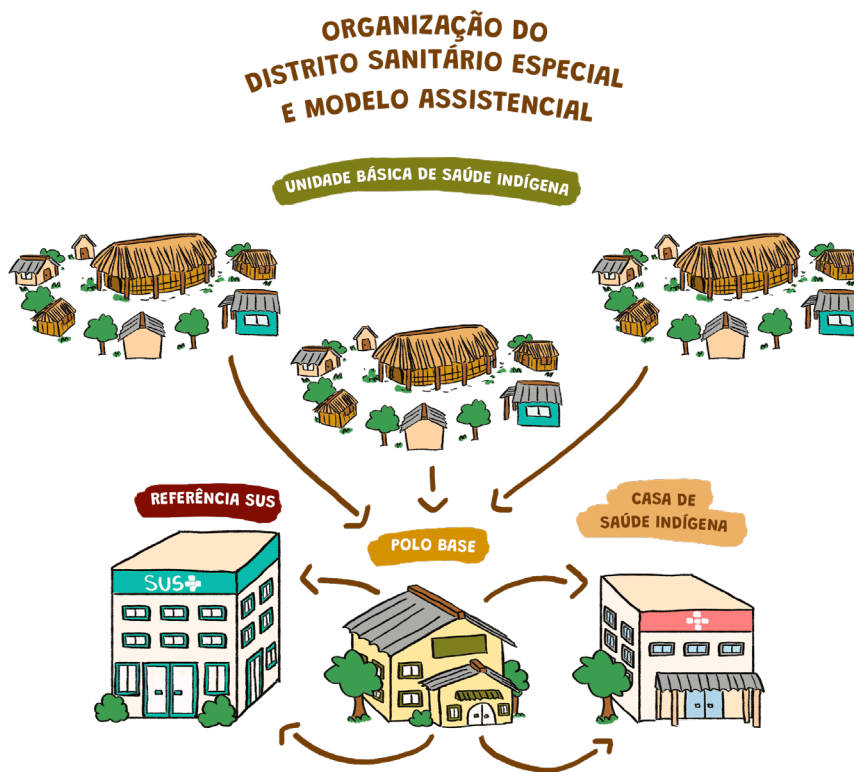 ORGANIZAÇÃO DO
DISTRITO SANITÁRIO ESPECIAL
E MODELO ASSISTENCIAL
UNIDADE BÁSICA DE SAÚDE INDÍGENA
REFERÊNCIA SUS
CASA DE
SAÚDE INDÍGENA
POLO BASE
SUS